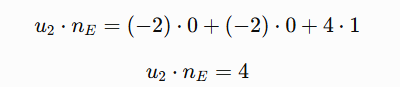 u₂ · n_E = (−2) · 0 + (−2) · 0 + 4 · 1
u₂ · n_E = 4